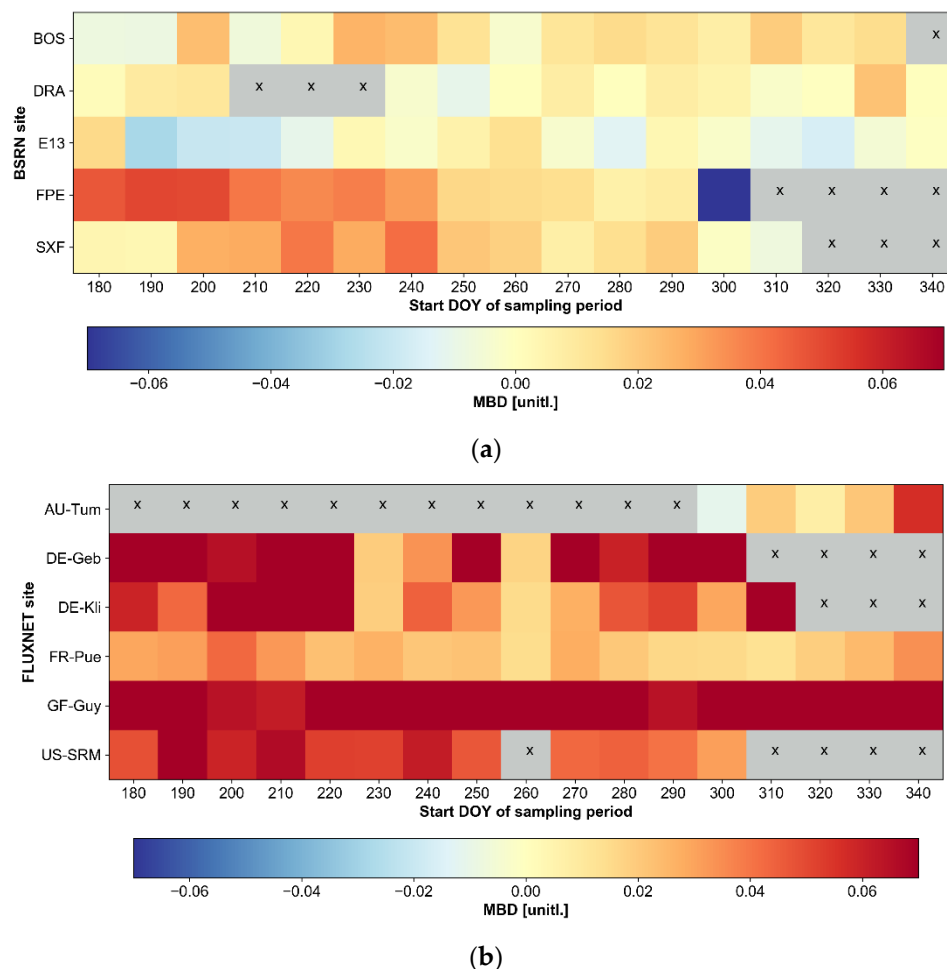 BOS x
DRA x x x
E13
FPE x x x x
SXF x x x
BSRN site
180 190 200 210 220 230 240 250 260 270 280 290 300 310 320 330 340
Start DOY of sampling period
−0.06 −0.04 −0.02 0.00 0.02 0.04 0.06
MBD [unitl.]
(a)
AU-Tum x x x x x x x x x x x x
DE-Geb x x x x
DE-Kli x x x
FR-Pue
GF-Guy
US-SRM x x x x x
FLUXNET site
180 190 200 210 220 230 240 250 260 270 280 290 300 310 320 330 340
Start DOY of sampling period
−0.06 −0.04 −0.02 0.00 0.02 0.04 0.06
MBD [unitl.]
(b)